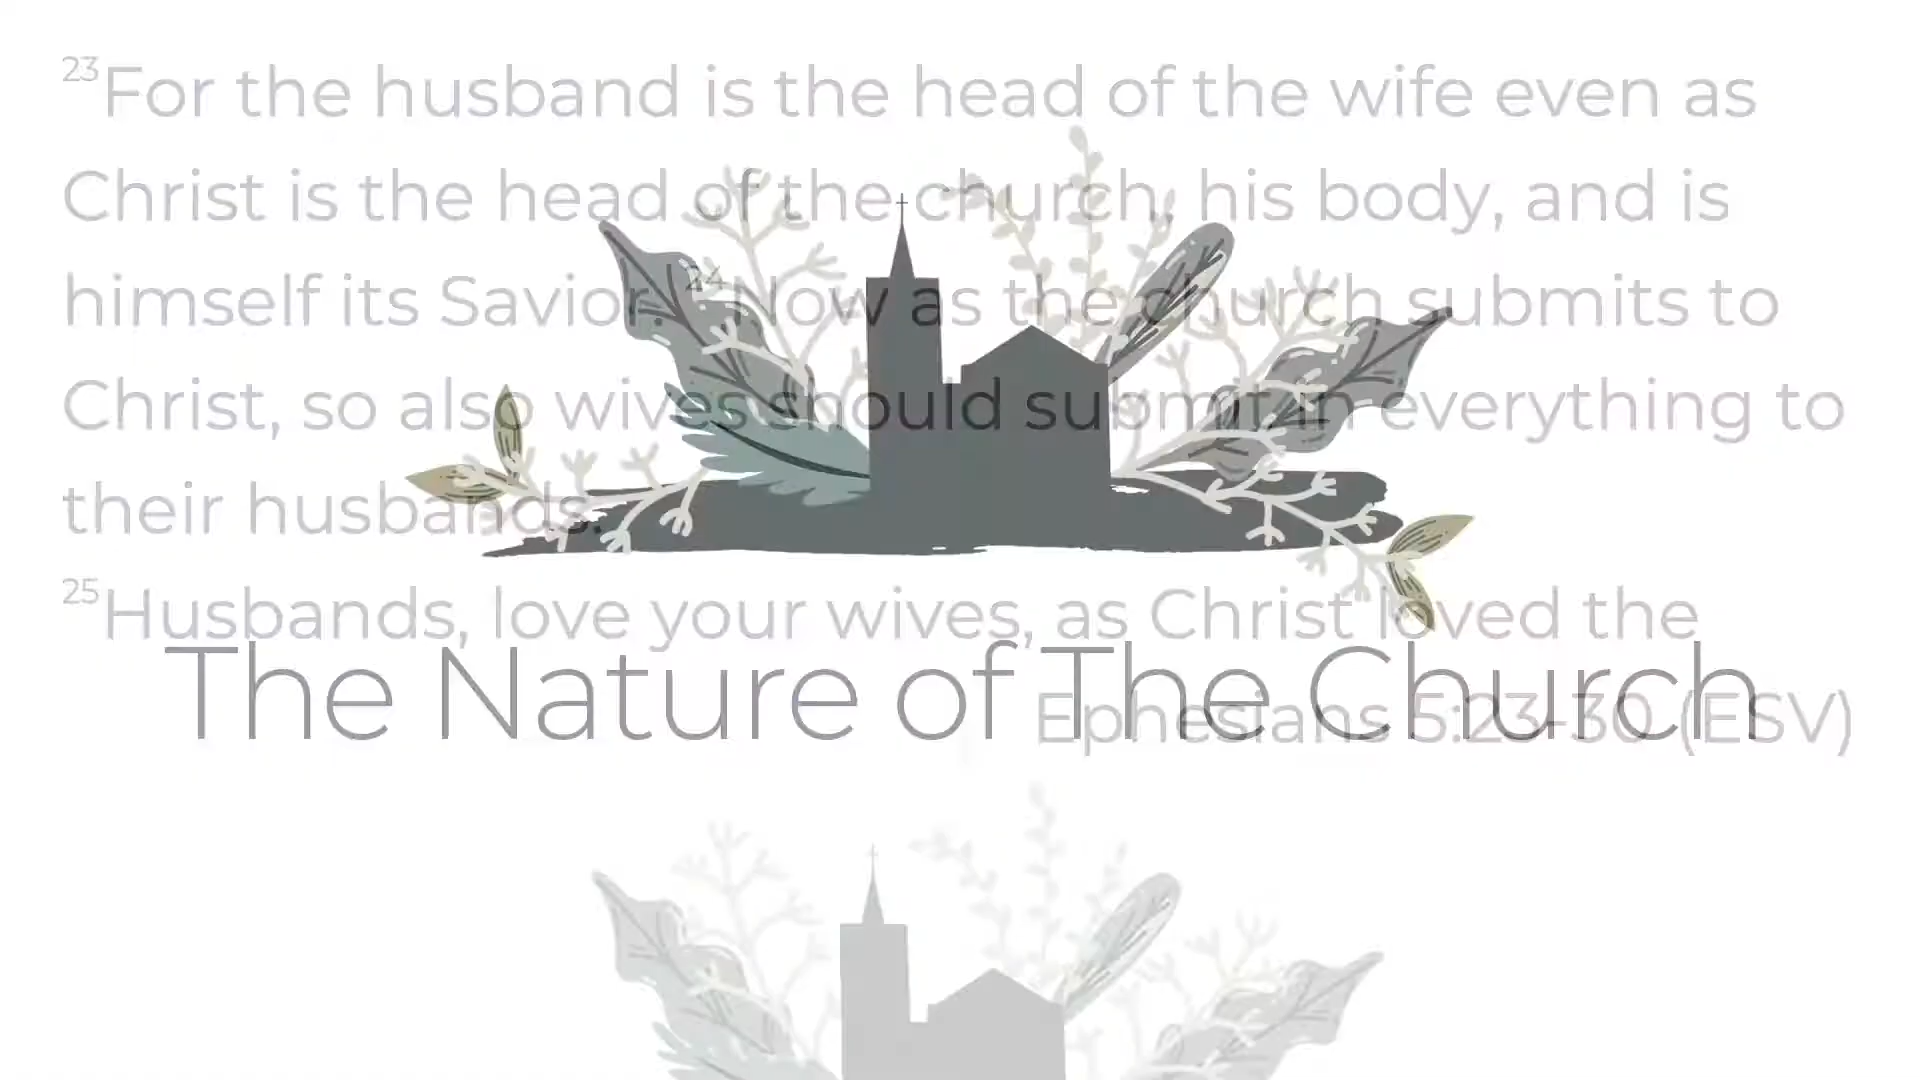 23For the husband is the head of the wife even as
Christ is the head of the church, his body, and is
himself its Savior. 24 Now as the church submits to
Christ, so also wives should submit in everything to
their husbands.
25Husbands, love your wives, as Christ loved the
The Nature of The Church
Ephesians 5:23-30 (ESV)